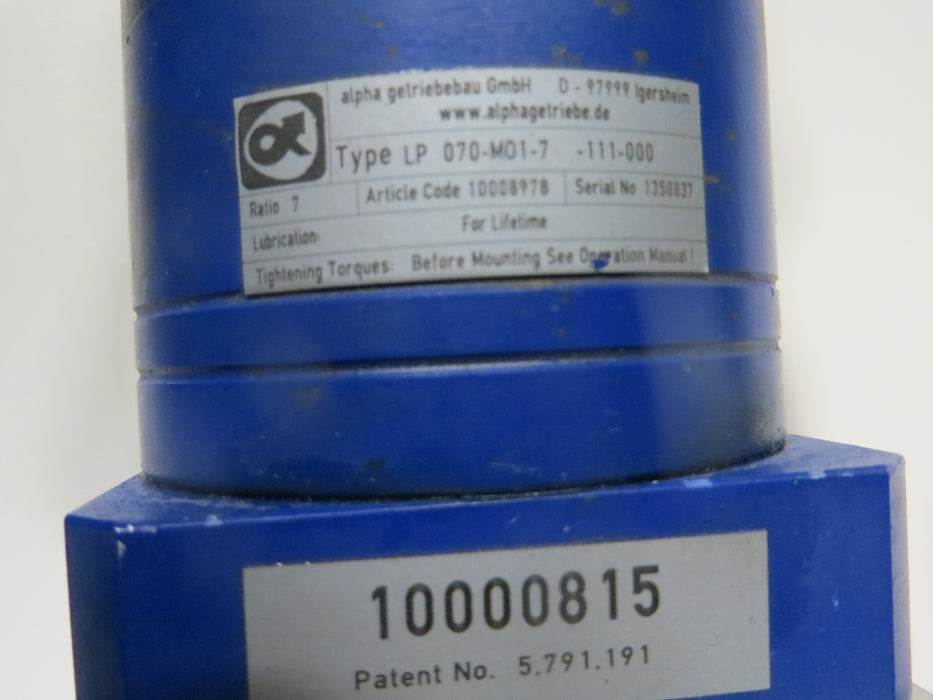 alpha getriebebau GmbH D - 97999 Igersheim
www.alphagetriebe.de
Type LP 070-MO1-7 -111-000
Ratio 7 Article Code 10008978 Serial No 1350837
Lubrication: For Lifetime
Tightening Torques: Before Mounting See Operation Manual !
10000815
Patent No. 5.791.191